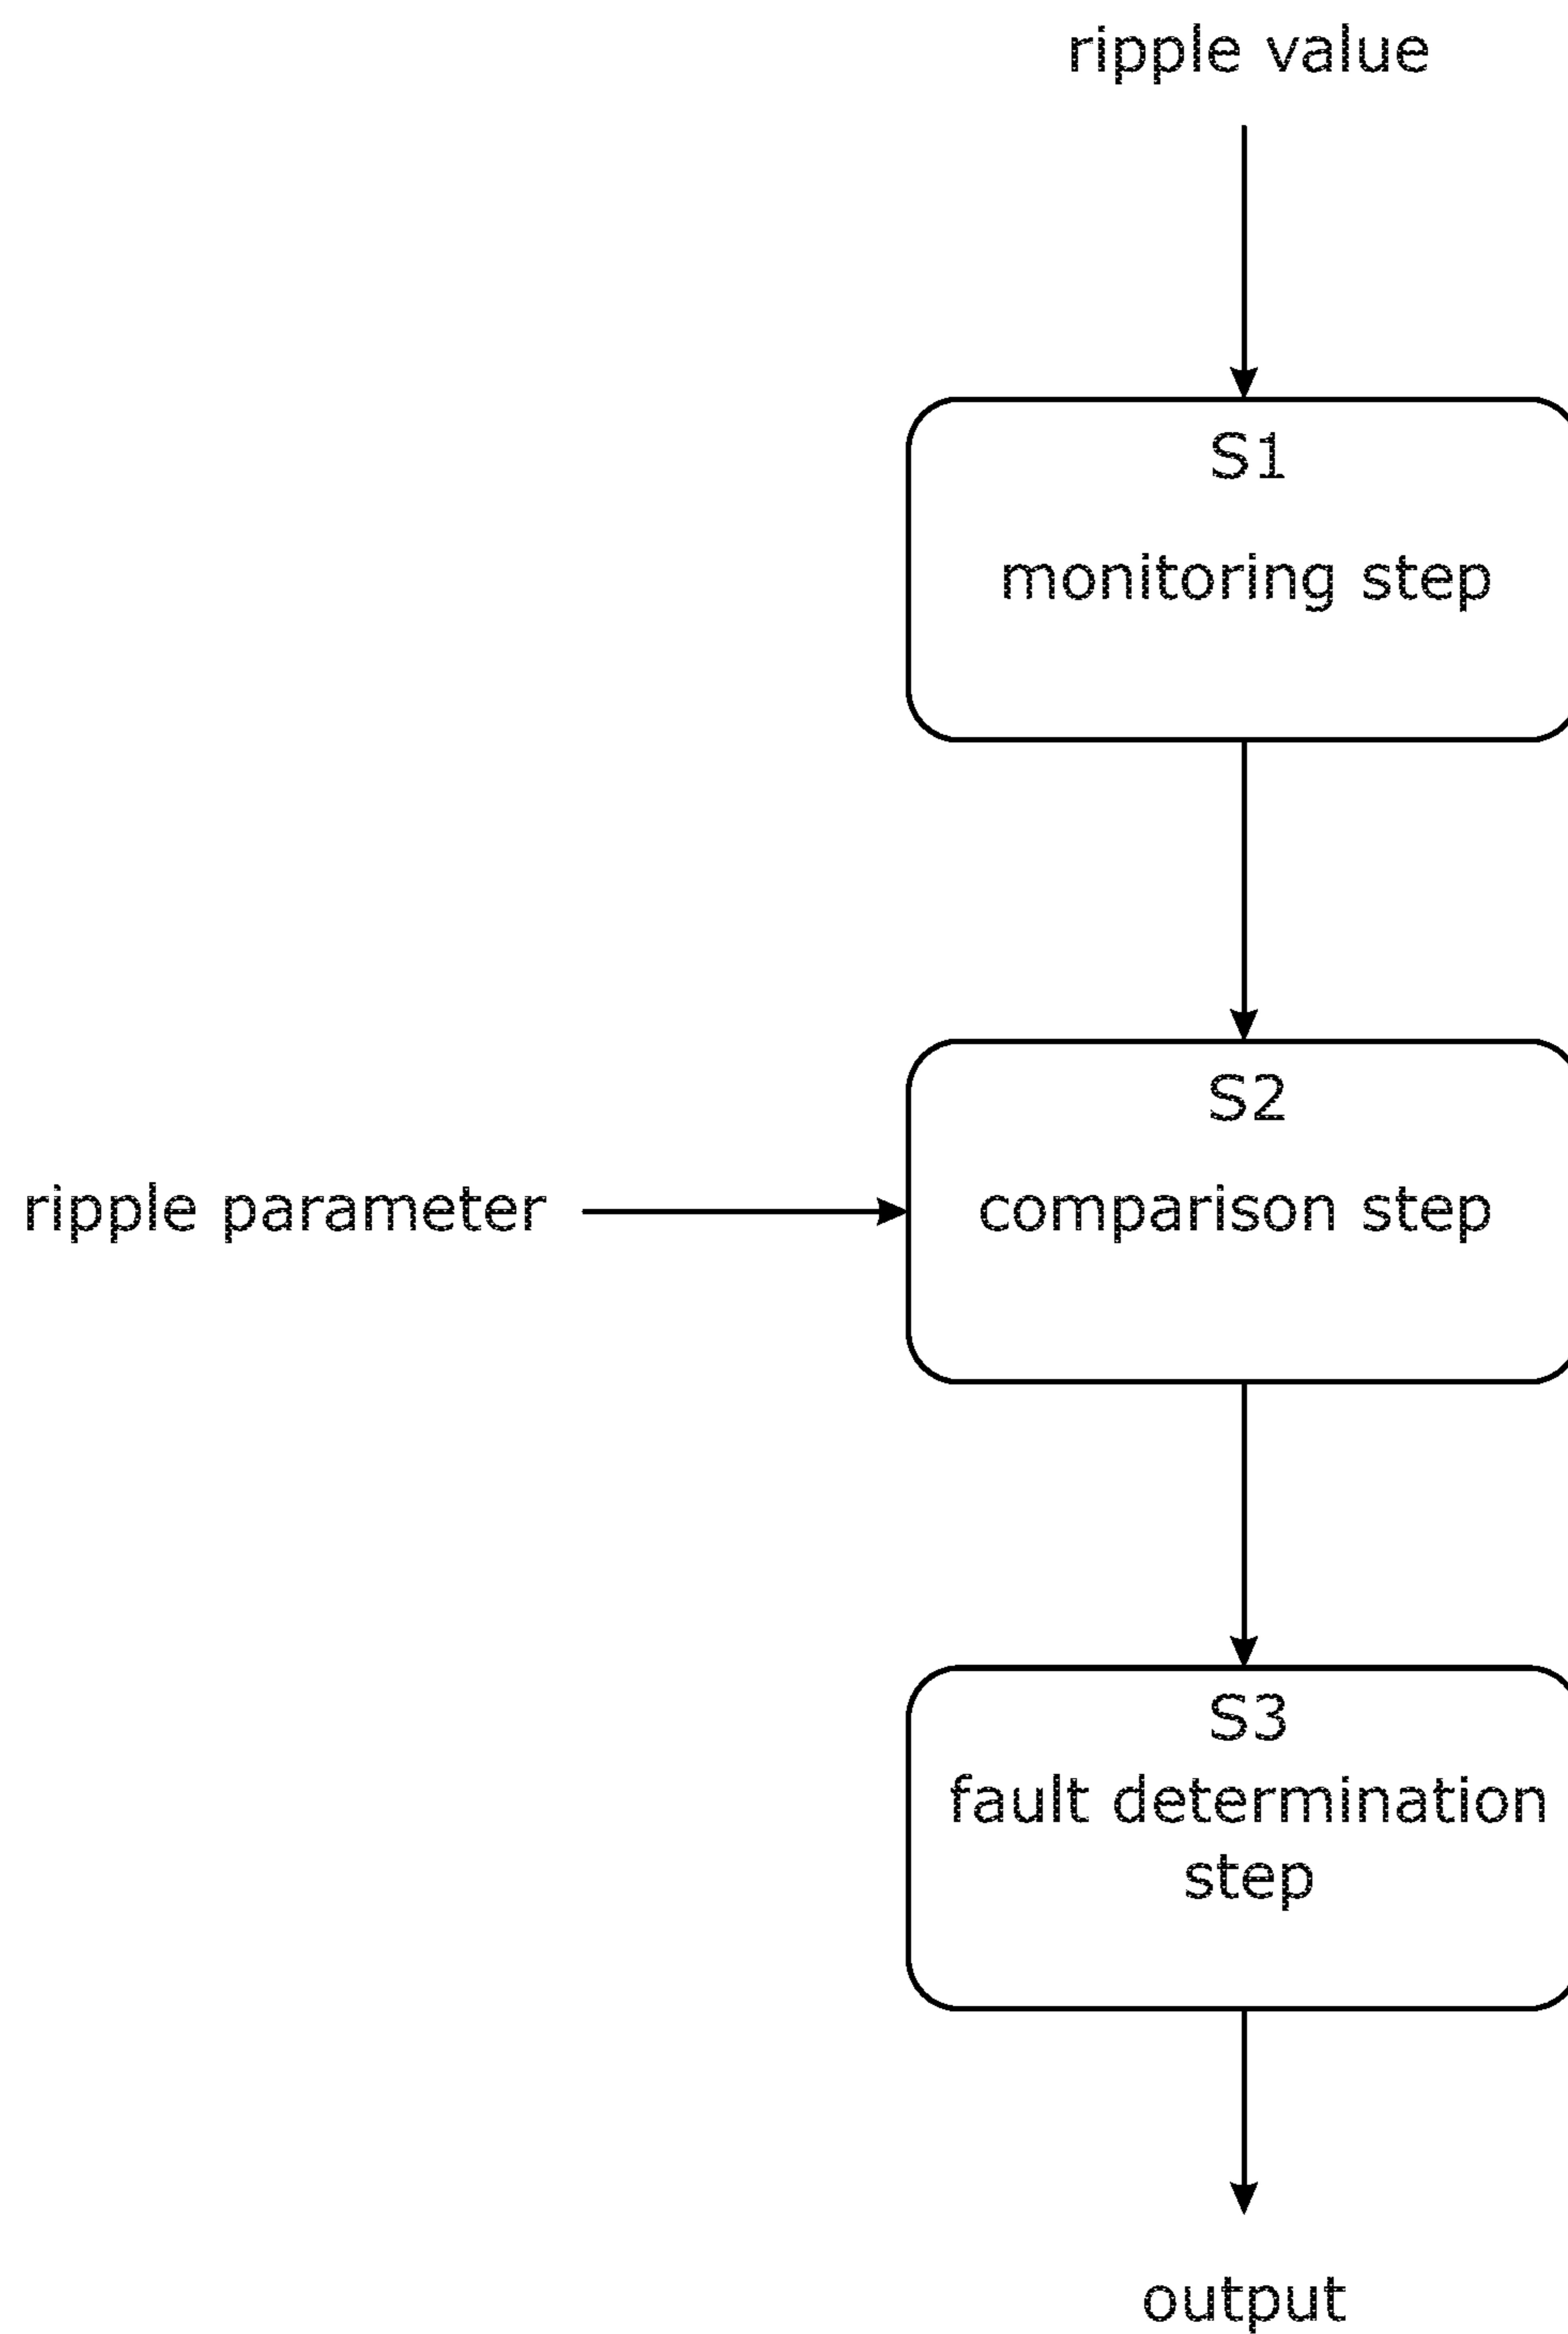 ripple value
S1
monitoring step
S2
ripple parameter
comparison step
S3
fault determination
step
output